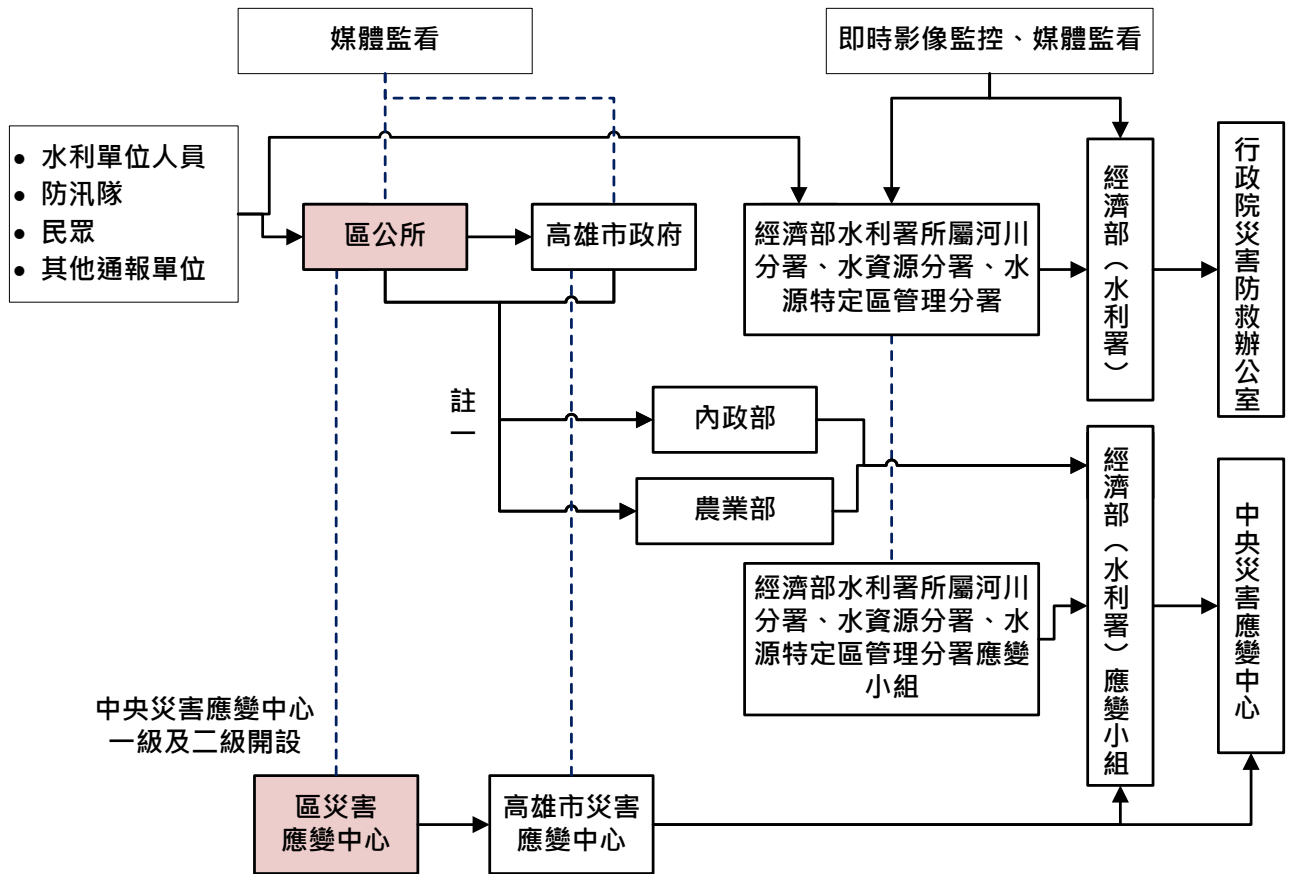 媒體監看
即時影像監控、媒體監看
• 水利單位人員
• 防汛隊
• 民眾
• 其他通報單位
區公所
高雄市政府
經濟部水利署所屬河川
分署、水資源分署、水
源特定區管理分署
經濟部（水利署）
行政院災害防救辦公室
註一
內政部
農業部
經濟部水利署所屬河川
分署、水資源分署、水
源特定區管理分署應變
小組
經濟部（水利署）應變小組
中央災害應變中心
中央災害應變中心
一級及二級開設
區災害
應變中心
高雄市災害
應變中心